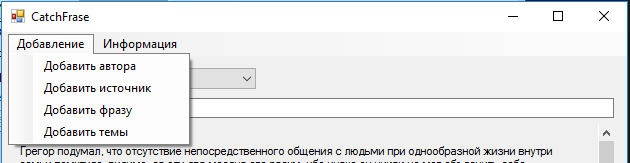 CatchFrase
Добавление Информация
Добавить автора
Добавить источник
Добавить фразу
Добавить темы
Грегор подумал, что отсутствие непосредственного общения с людьми при однообразной жизни внутри